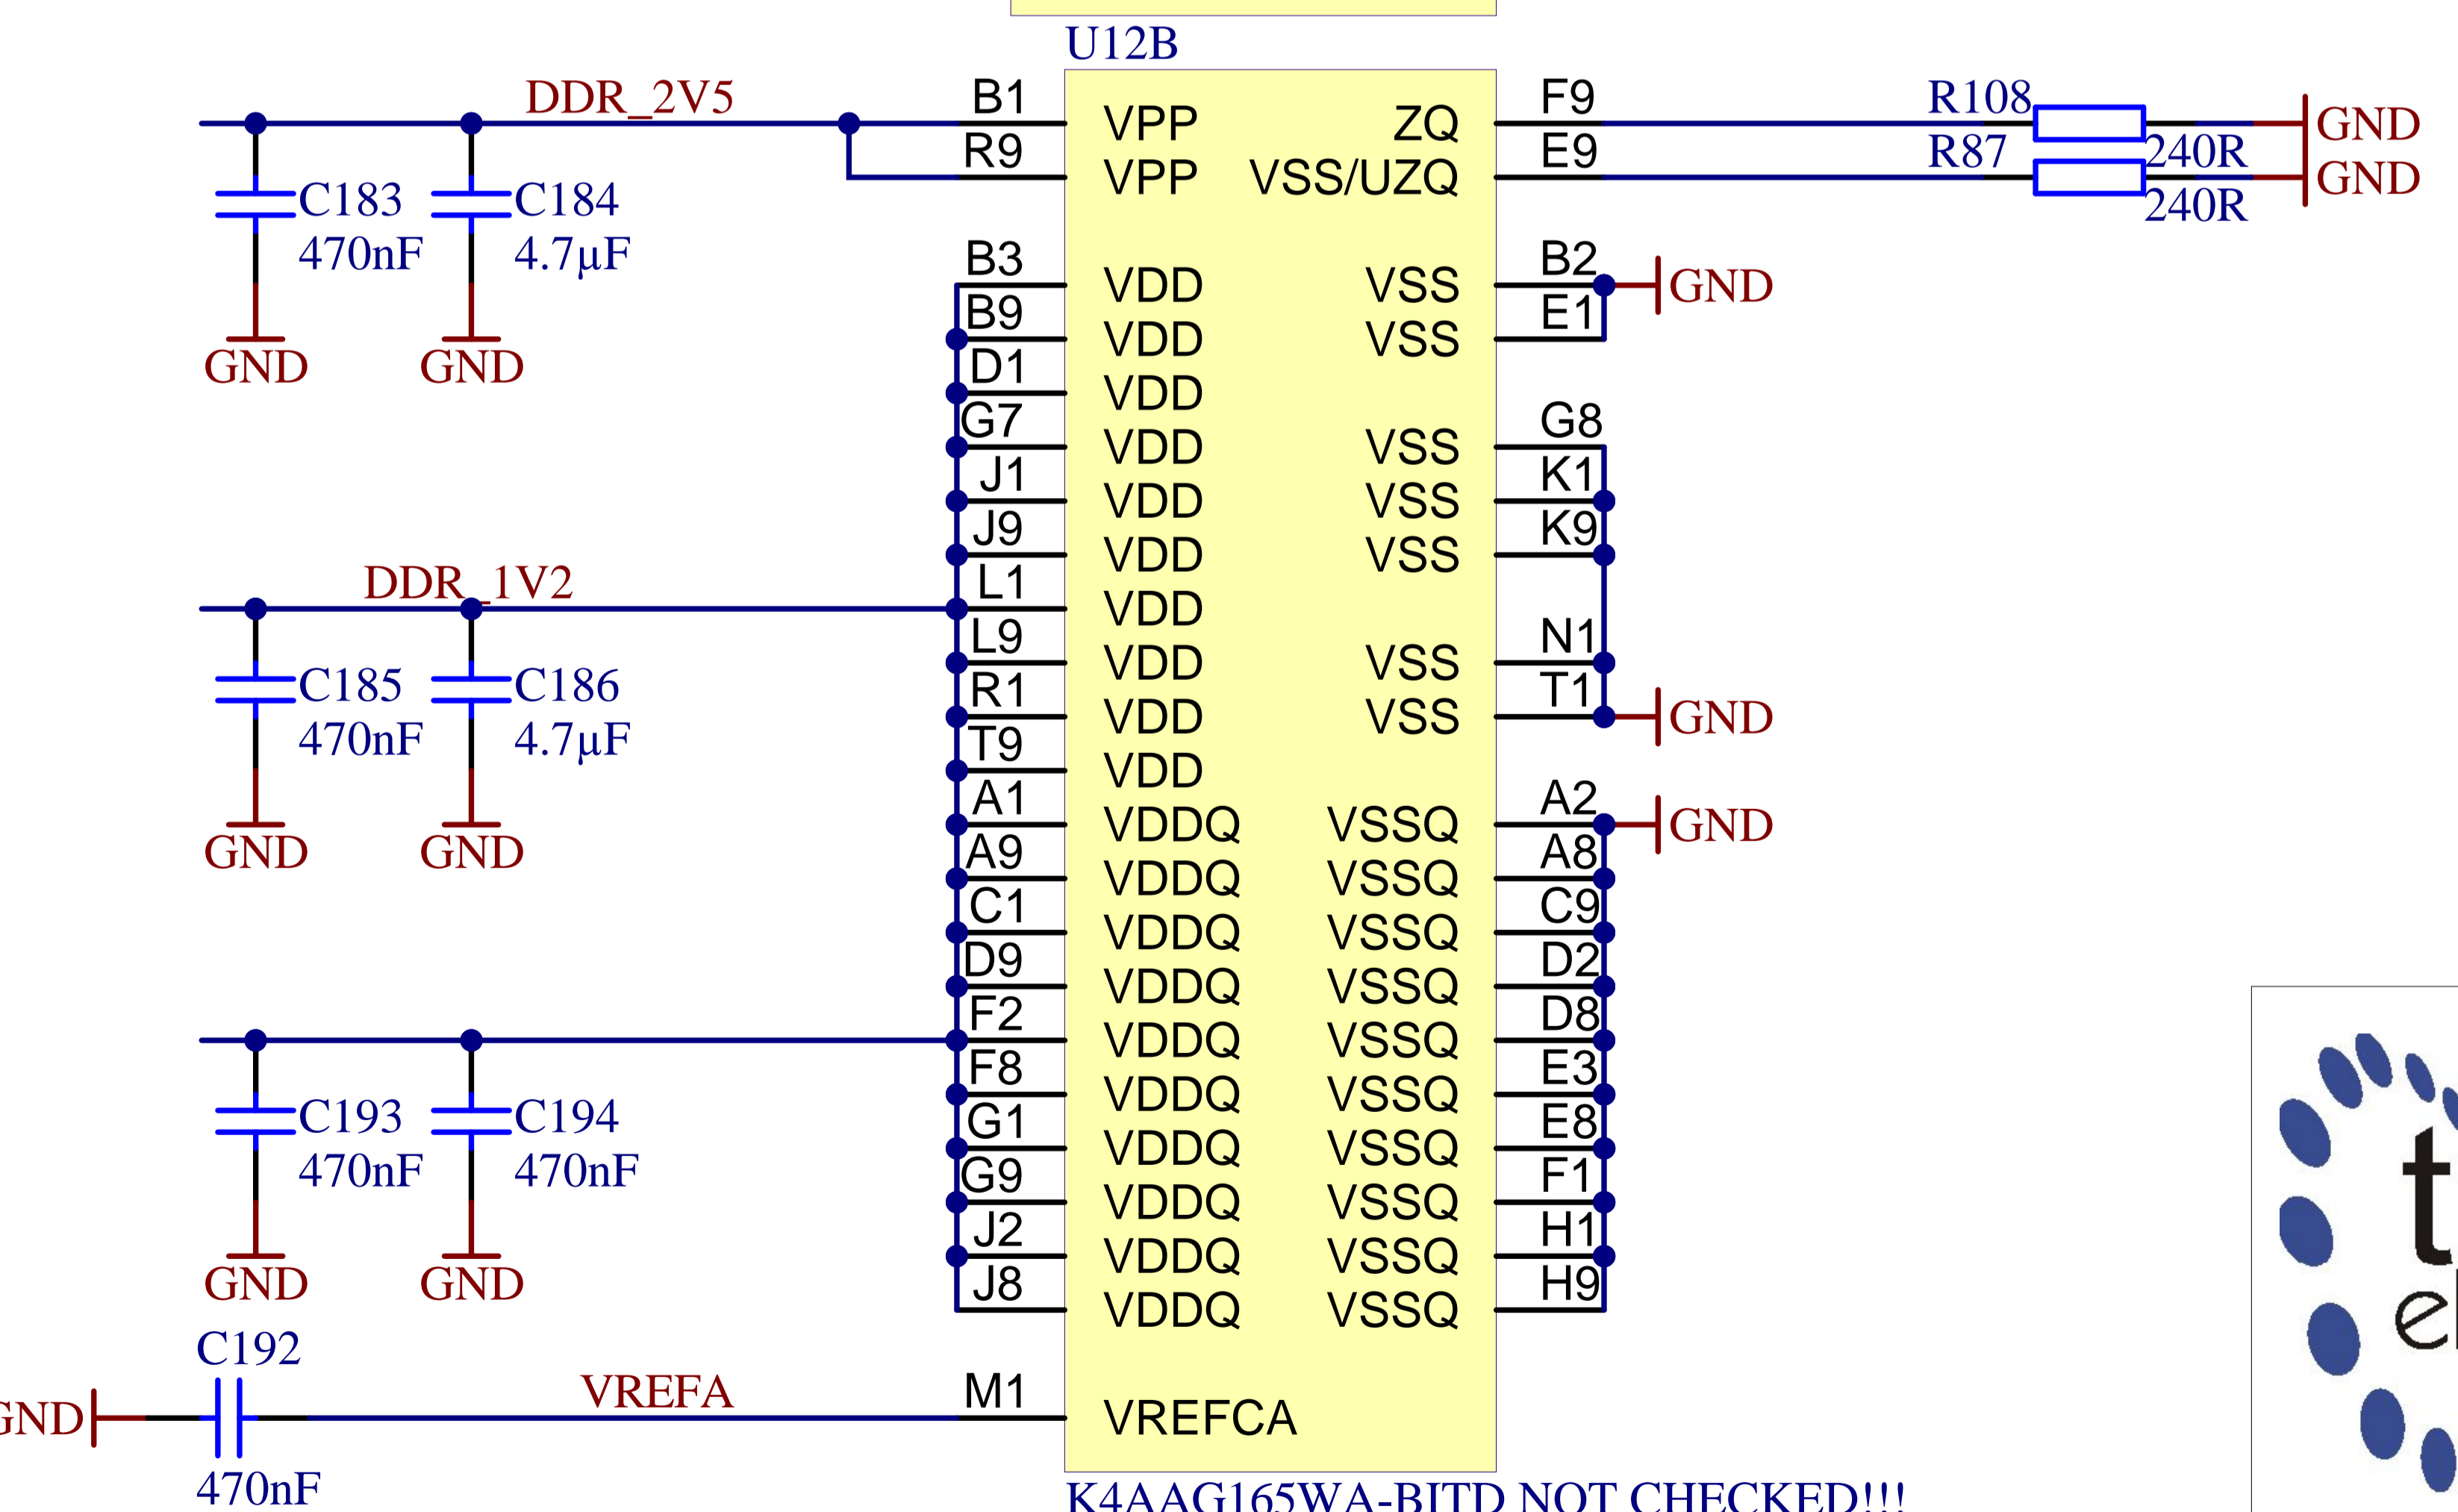 U12B
DDR_2V5
B1 VPP ZQ F9 R108 240R GND
R9 VPP VSS/UZQ E9 R87 240R GND
C183 C184
470nF 4.7µF
GND GND
B3 VDD VSS B2 GND
B9 VDD VSS E1
D1 VDD
G7 VDD VSS G8
J1 VDD VSS K1
J9 VDD VSS K9
DDR_1V2
L1 VDD
L9 VDD VSS N1
R1 VDD VSS T1 GND
T9 VDD
C185 C186
470nF 4.7µF
GND GND
A1 VDDQ VSSQ A2 GND
A9 VDDQ VSSQ A8
C1 VDDQ VSSQ C9
D9 VDDQ VSSQ D2
F2 VDDQ VSSQ D8
F8 VDDQ VSSQ E3
G1 VDDQ VSSQ E8
G9 VDDQ VSSQ F1
J2 VDDQ VSSQ H1
J8 VDDQ VSSQ H9
C193 C194
470nF 470nF
GND GND
C192
GND VREFA M1 VREFCA
470nF
K4AAG165WA-BITD NOT CHECKED!!!
t
e